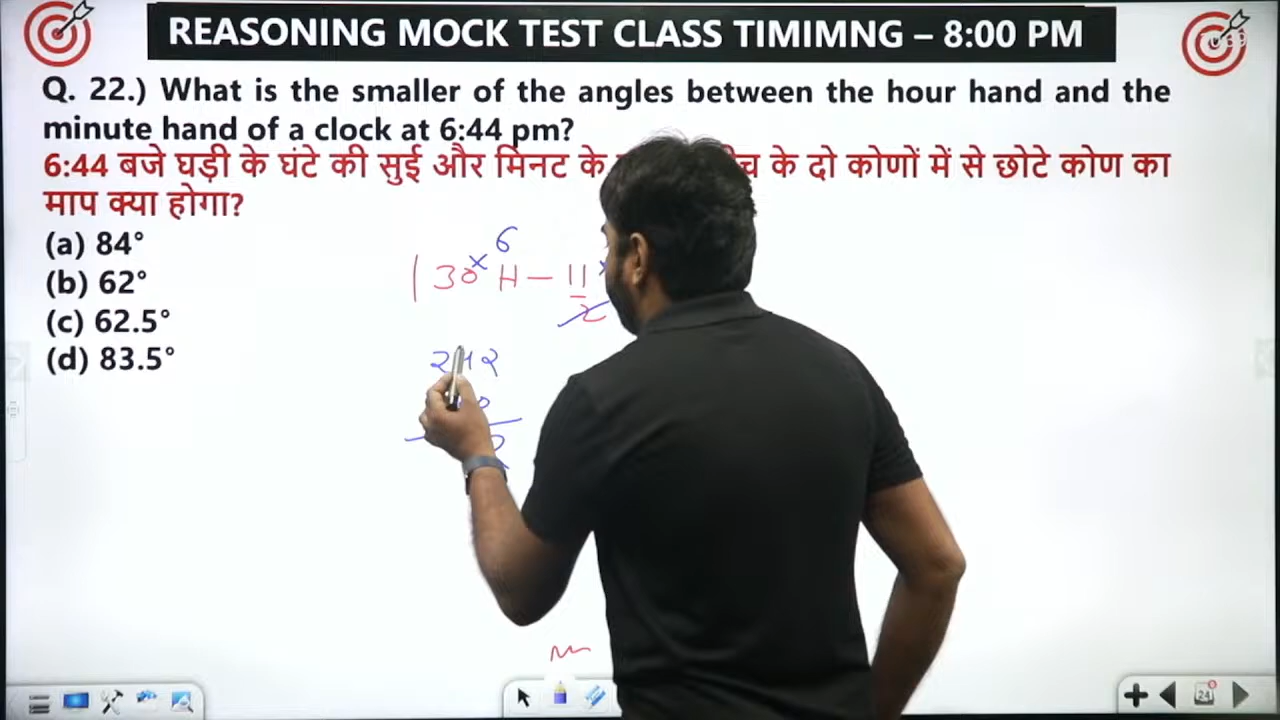 REASONING MOCK TEST CLASS TIMIMNG – 8:00 PM
Q. 22.) What is the smaller of the angles between the hour hand and the
minute hand of a clock at 6:44 pm?
6:44 बजे घड़ी के घंटे की सुई और मिनट के के दो कोणों में से छोटे कोण का
माप क्या होगा?
(a) 84°
(b) 62°
(c) 62.5°
(d) 83.5°
6
| 30 × H – 11
2
24